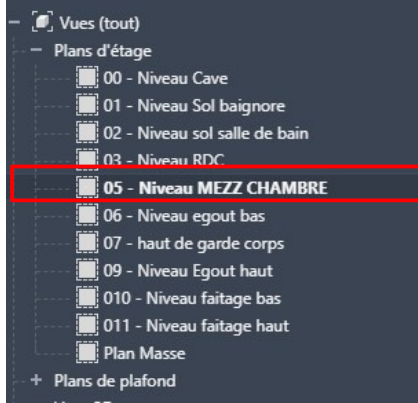 Vues (tout)
Plans d'étage
00 - Niveau Cave
01 - Niveau Sol baignore
02 - Niveau sol salle de bain
03 - Niveau RDC
05 - Niveau MEZZ CHAMBRE
06 - Niveau egout bas
07 - haut de garde corps
09 - Niveau Egout haut
010 - Niveau faitage bas
011 - Niveau faitage haut
Plan Masse
Plans de plafond